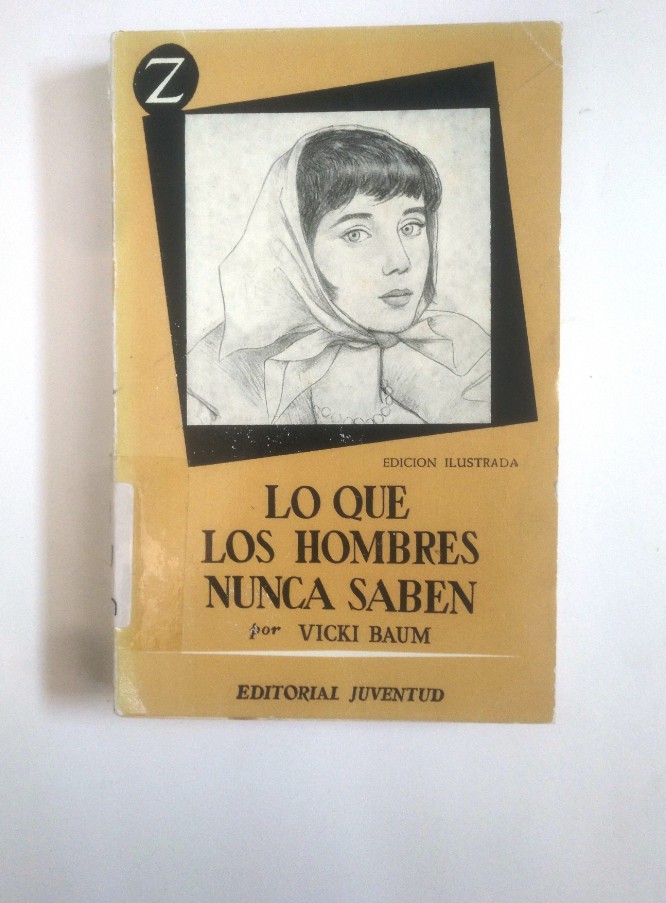 Z
EDICION ILUSTRADA
LO QUE
LOS HOMBRES
NUNCA SABEN
por VICKI BAUM
EDITORIAL JUVENTUD